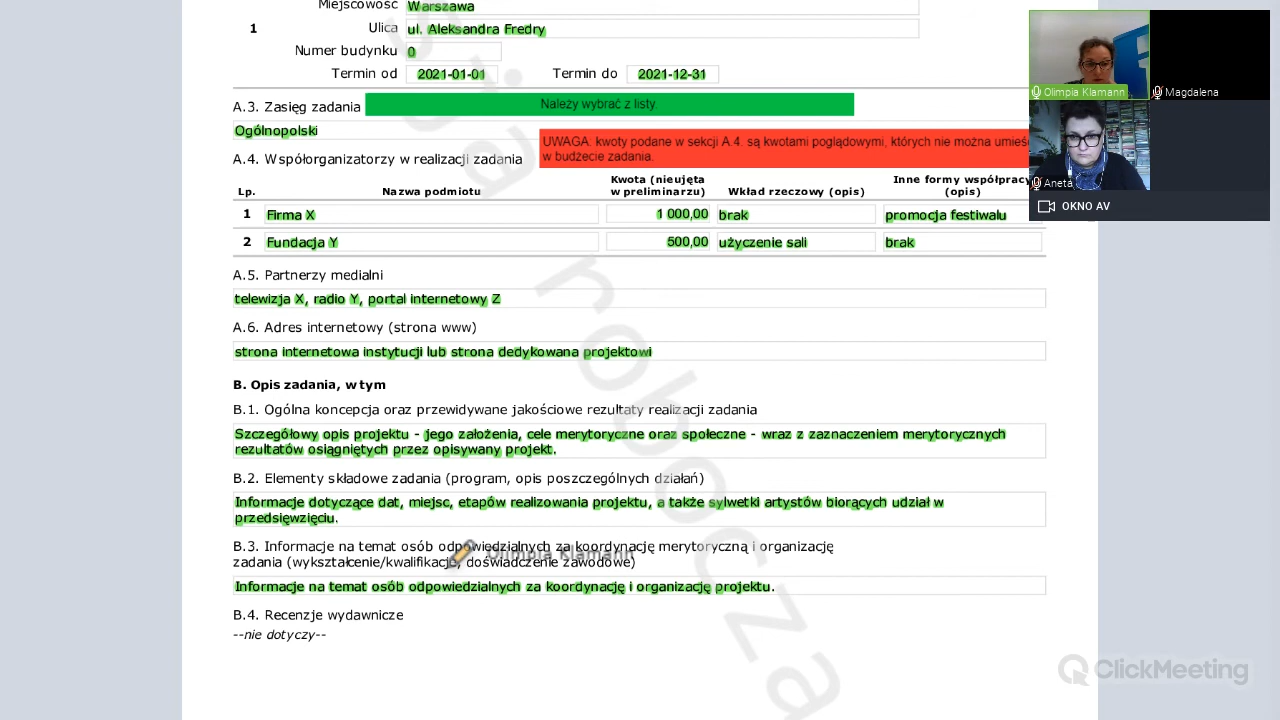 Miejscowość Warszawa
1 Ulica ul. Aleksandra Fredry
Numer budynku 0
Termin od 2021-01-01 Termin do 2021-12-31
A.3. Zasięg zadania Należy wybrać z listy.
Ogólnopolski
UWAGA: kwoty podane w sekcji A.4. są kwotami poglądowymi, których nie można
w budżecie zadania.
A.4. Współorganizatorzy w realizacji zadania
Lp. Nazwa podmiotu Kwota (nieujęta w preliminarzu) Wkład rzeczowy (opis) Inne formy współpracy (opis)
1 Firma X 1 000,00 brak promocja festiwalu
2 Fundacja Y 500,00 użyczenie sali brak
A.5. Partnerzy medialni
telewizja X, radio Y, portal internetowy Z
A.6. Adres internetowy (strona www)
strona internetowa instytucji lub strona dedykowana projektowi
B. Opis zadania, w tym
B.1. Ogólna koncepcja oraz przewidywane jakościowe rezultaty realizacji zadania
Szczegółowy opis projektu - jego założenia, cele merytoryczne oraz społeczne - wraz z zaznaczeniem merytorycznych
rezultatów osiągniętych przez opisywany projekt.
B.2. Elementy składowe zadania (program, opis poszczególnych działań)
Informacje dotyczące dat, miejsc, etapów realizowania projektu, a także sylwetki artystów biorących udział w
przedsięwzięciu.
B.3. Informacje na temat osób odpowiedzialnych za koordynację merytoryczną i organizację
Olimpia Klamann
zadania (wykształcenie/kwalifikacje, doświadczenie zawodowe)
Informacje na temat osób odpowiedzialnych za koordynację i organizację projektu.
B.4. Recenzje wydawnicze
--nie dotyczy--
robocza
Olimpia Klamann
Magdalena
Aneta
OKNO AV
ClickMeeting